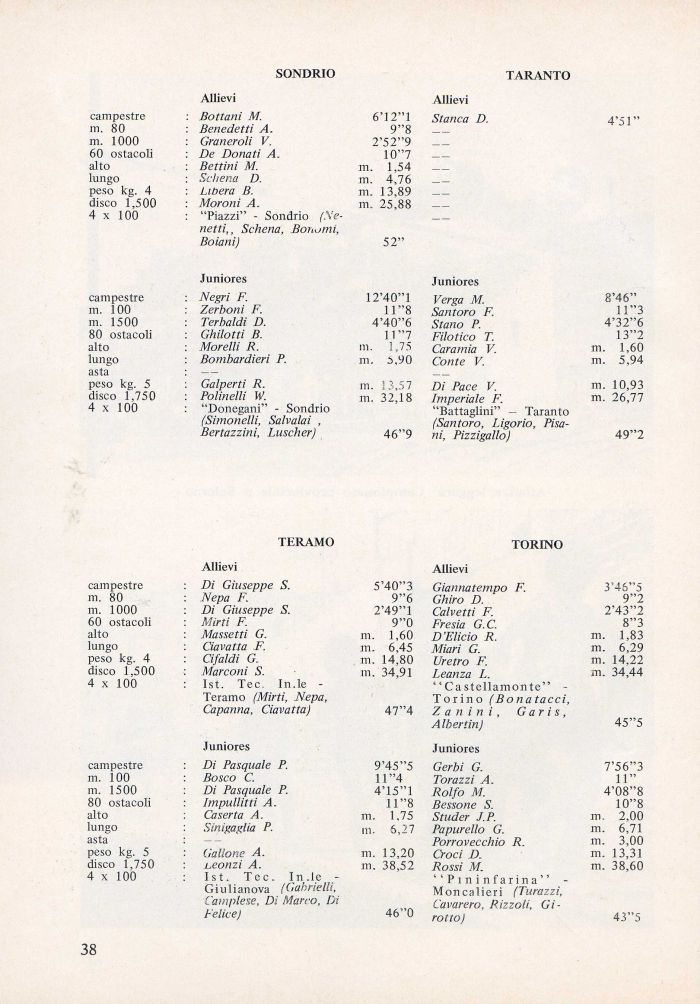 SONDRIO
Allievi
campestre : Bottani M. 6'12"1
m. 80 : Benedetti A. 9"8
m. 1000 : Graneroli V. 2'52"9
60 ostacoli : De Donati A. 10"7
alto : Bettini M. m. 1,54
lungo : Schena D. m. 4,76
peso kg. 4 : Libera B. m. 13,89
disco 1,500 : Moroni A. m. 25,88
4 x 100 : "Piazzi" - Sondrio (Ne-
netti,, Schena, Bonomi,
Boiani) 52"
Juniores
campestre : Negri F. 12'40"1
m. 100 : Zerboni F. 11"8
m. 1500 : Terbaldi D. 4'40"6
80 ostacoli : Ghilotti B. 11"7
alto : Morelli R. m. 1,75
lungo : Bombardieri P. m. 5,90
asta : --
peso kg. 5 : Galperti R. m. 13,57
disco 1,750 : Polinelli W. m. 32,18
4 x 100 : "Donegani" - Sondrio
(Simonelli, Salvalai ,
Bertazzini, Luscher) 46"9
TARANTO
Allievi
Stanca D. 4'51"
--
--
--
--
--
--
--
--
Juniores
Verga M. 8'46"
Santoro F. 11"3
Stano P. 4'32"6
Filotico T. 13"2
Caramia V. m. 1,60
Conte V. m. 5,94
--
Di Pace V. m. 10,93
Imperiale F. m. 26,77
"Battaglini" – Taranto
(Santoro, Ligorio, Pisa-
ni, Pizzigallo) 49"2
TERAMO
Allievi
campestre : Di Giuseppe S. 5'40"3
m. 80 : Nepa F. 9"6
m. 1000 : Di Giuseppe S. 2'49"1
60 ostacoli : Mirti F. 9"0
alto : Massetti G. m. 1,60
lungo : Ciavatta F. m. 6,45
peso kg. 4 : Cifaldi G. m. 14,80
disco 1,500 : Marconi S. m. 34,91
4 x 100 : Ist. Tec. In.le -
Teramo (Mirti, Nepa,
Capanna, Ciavatta) 47"4
Juniores
campestre : Di Pasquale P. 9'45"5
m. 100 : Bosco C. 11"4
m. 1500 : Di Pasquale P. 4'15"1
80 ostacoli : Impullitti A. 11"8
alto : Caserta A. m. 1,75
lungo : Sinigaglia P. m. 6,27
asta : --
peso kg. 5 : Gallone A. m. 13,20
disco 1,750 : Leonzi A. m. 38,52
4 x 100 : Ist. Tec. In.le -
Giulianova (Gabrielli,
Camplese, Di Marco, Di
Felice) 46"0
TORINO
Allievi
Giannatempo F. 3'46"5
Ghiro D. 9"2
Calvetti F. 2'43"2
Fresia G.C. 8"3
D'Elicio R. m. 1,83
Miari G. m. 6,29
Uretro F. m. 14,22
Leanza L. m. 34,44
"Castellamonte" -
Torino (Bonatacci,
Zanini, Garis,
Albertin) 45"5
Juniores
Gerbi G. 7'56"3
Torazzi A. 11"
Rolfo M. 4'08"8
Bessone S. 10"8
Studer J.P. m. 2,00
Papurello G. m. 6,71
Porrovecchio R. m. 3,00
Croci D. m. 13,31
Rossi M. m. 38,60
"Pininfarina" -
Moncalieri (Turazzi,
Cavarero, Rizzoli, Gi-
rotto) 43"5
38